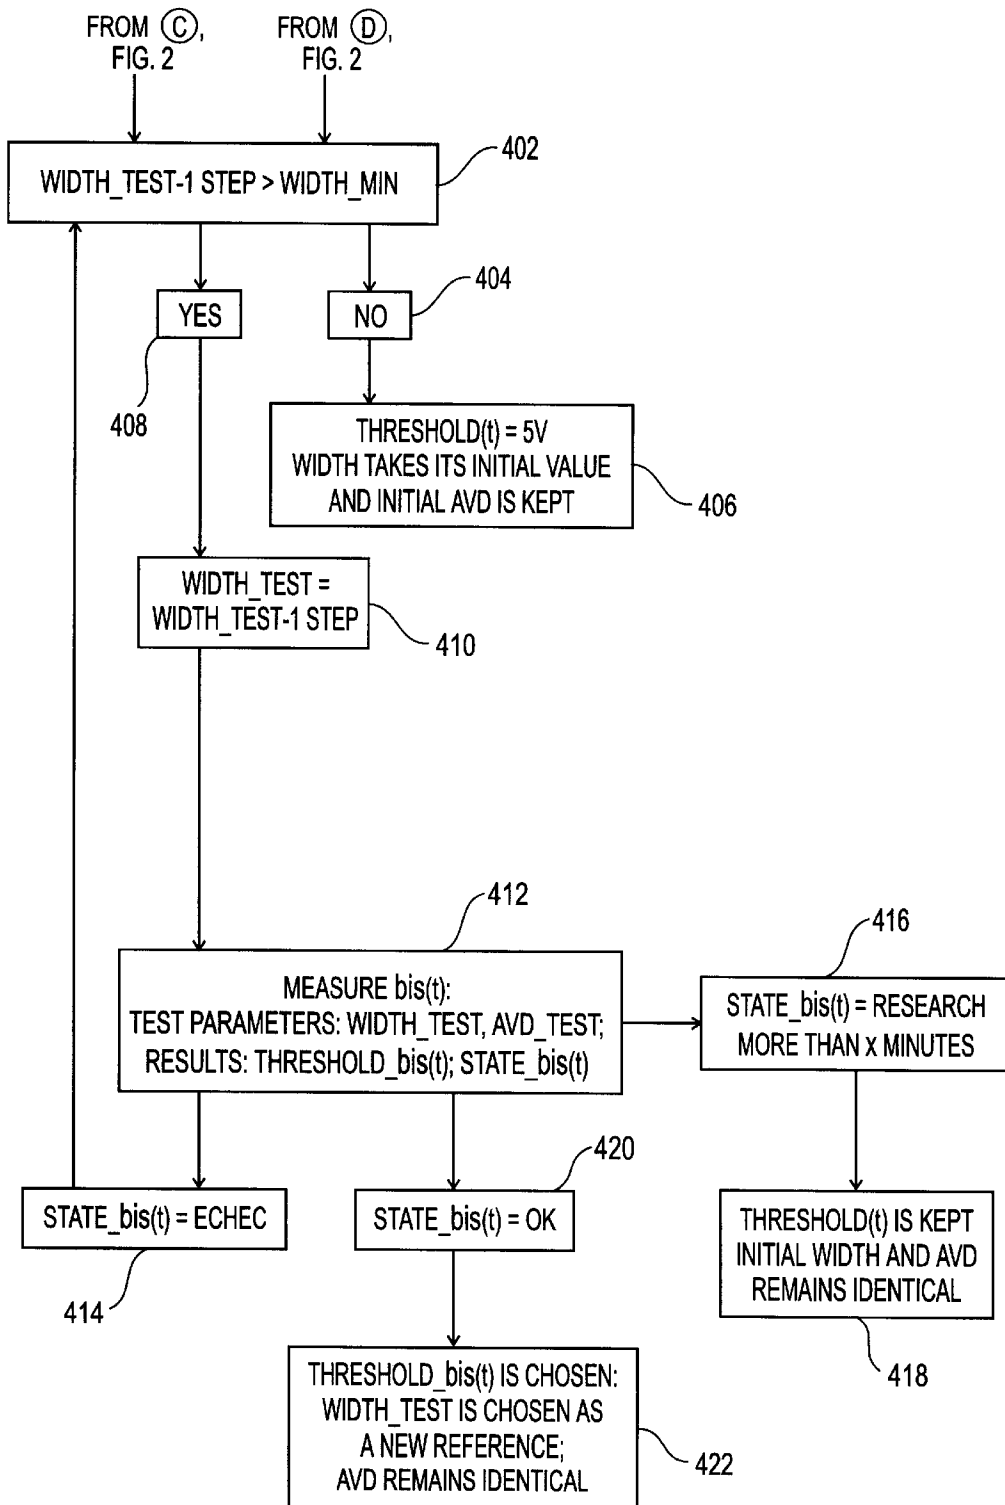 FROM C,
FIG. 2
FROM D,
FIG. 2
402
WIDTH_TEST-1 STEP > WIDTH_MIN
404
YES
NO
408
THRESHOLD(t) = 5V
WIDTH TAKES ITS INITIAL VALUE
AND INITIAL AVD IS KEPT
406
WIDTH_TEST =
WIDTH_TEST-1 STEP
410
412
MEASURE bis(t):
TEST PARAMETERS: WIDTH_TEST, AVD_TEST;
RESULTS: THRESHOLD_bis(t); STATE_bis(t)
416
STATE_bis(t) = RESEARCH
MORE THAN x MINUTES
420
STATE_bis(t) = ECHEC
414
STATE_bis(t) = OK
THRESHOLD(t) IS KEPT
INITIAL WIDTH AND AVD
REMAINS IDENTICAL
418
THRESHOLD_bis(t) IS CHOSEN:
WIDTH_TEST IS CHOSEN AS
A NEW REFERENCE;
AVD REMAINS IDENTICAL
422